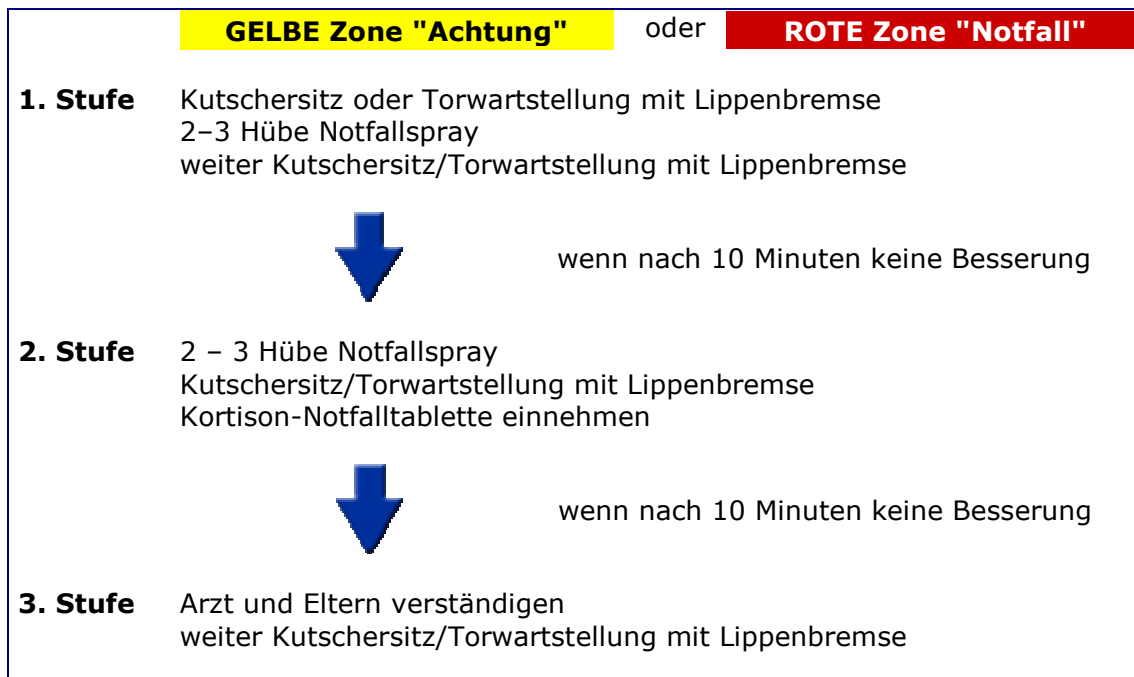 GELBE Zone "Achtung" oder ROTE Zone "Notfall"
1. Stufe Kutschersitz oder Torwartstellung mit Lippenbremse
2–3 Hübe Notfallspray
weiter Kutschersitz/Torwartstellung mit Lippenbremse
wenn nach 10 Minuten keine Besserung
2. Stufe 2 – 3 Hübe Notfallspray
Kutschersitz/Torwartstellung mit Lippenbremse
Kortison-Notfalltablette einnehmen
wenn nach 10 Minuten keine Besserung
3. Stufe Arzt und Eltern verständigen
weiter Kutschersitz/Torwartstellung mit Lippenbremse